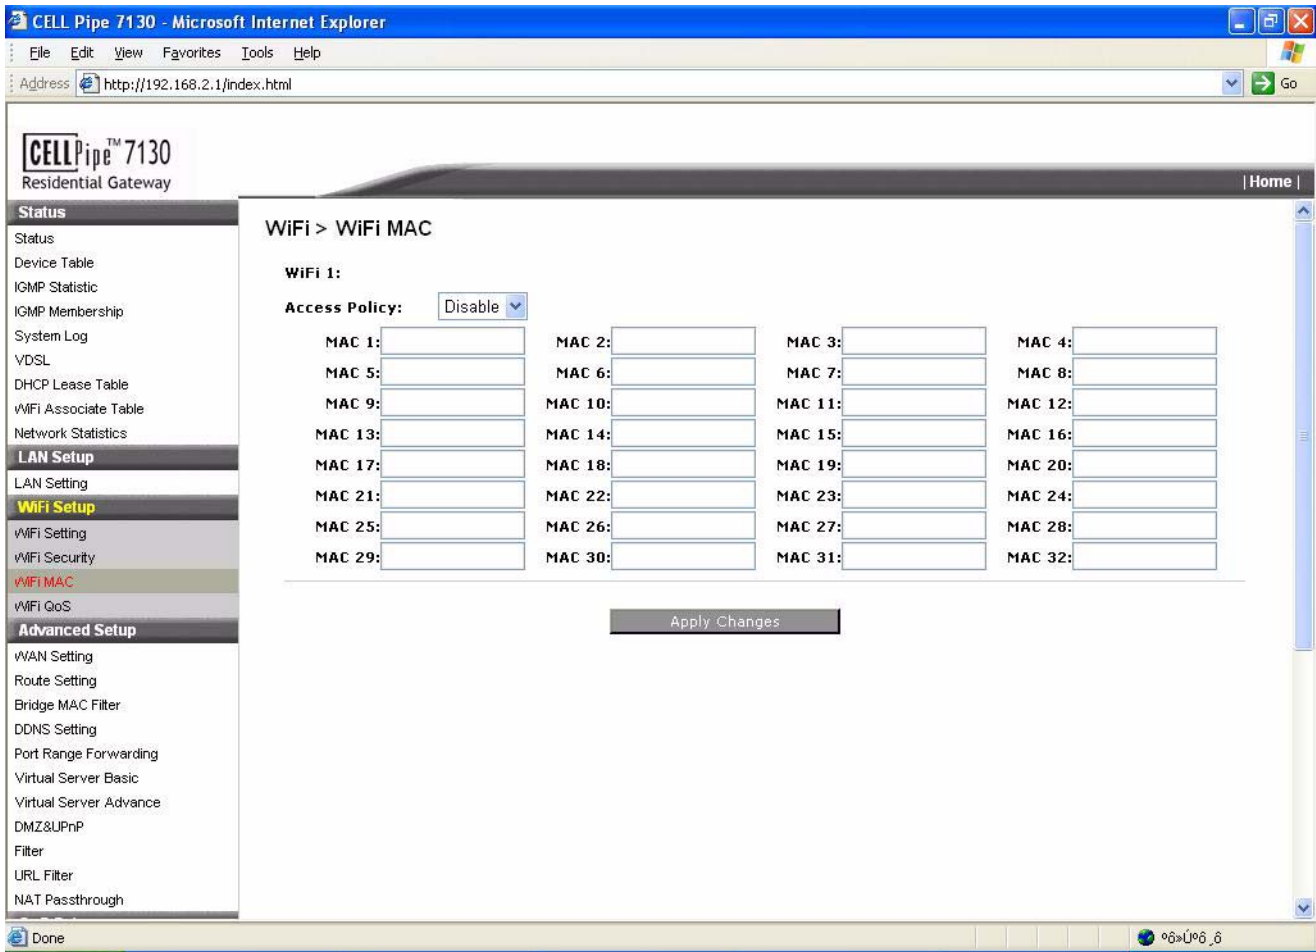 CELL Pipe 7130 - Microsoft Internet Explorer
File Edit View Favorites Tools Help
Address http://192.168.2.1/index.html Go
CELLPipe™ 7130
Residential Gateway
| Home |
Status
Status
Device Table
IGMP Statistic
IGMP Membership
System Log
VDSL
DHCP Lease Table
WiFi Associate Table
Network Statistics
LAN Setup
LAN Setting
WiFi Setup
WiFi Setting
WiFi Security
WiFi MAC
WiFi QoS
Advanced Setup
WAN Setting
Route Setting
Bridge MAC Filter
DDNS Setting
Port Range Forwarding
Virtual Server Basic
Virtual Server Advance
DMZ&UPnP
Filter
URL Filter
NAT Passthrough
WiFi > WiFi MAC
WiFi 1:
Access Policy: Disable
MAC 1: MAC 2: MAC 3: MAC 4:
MAC 5: MAC 6: MAC 7: MAC 8:
MAC 9: MAC 10: MAC 11: MAC 12:
MAC 13: MAC 14: MAC 15: MAC 16:
MAC 17: MAC 18: MAC 19: MAC 20:
MAC 21: MAC 22: MAC 23: MAC 24:
MAC 25: MAC 26: MAC 27: MAC 28:
MAC 29: MAC 30: MAC 31: MAC 32:
Apply Changes
Done